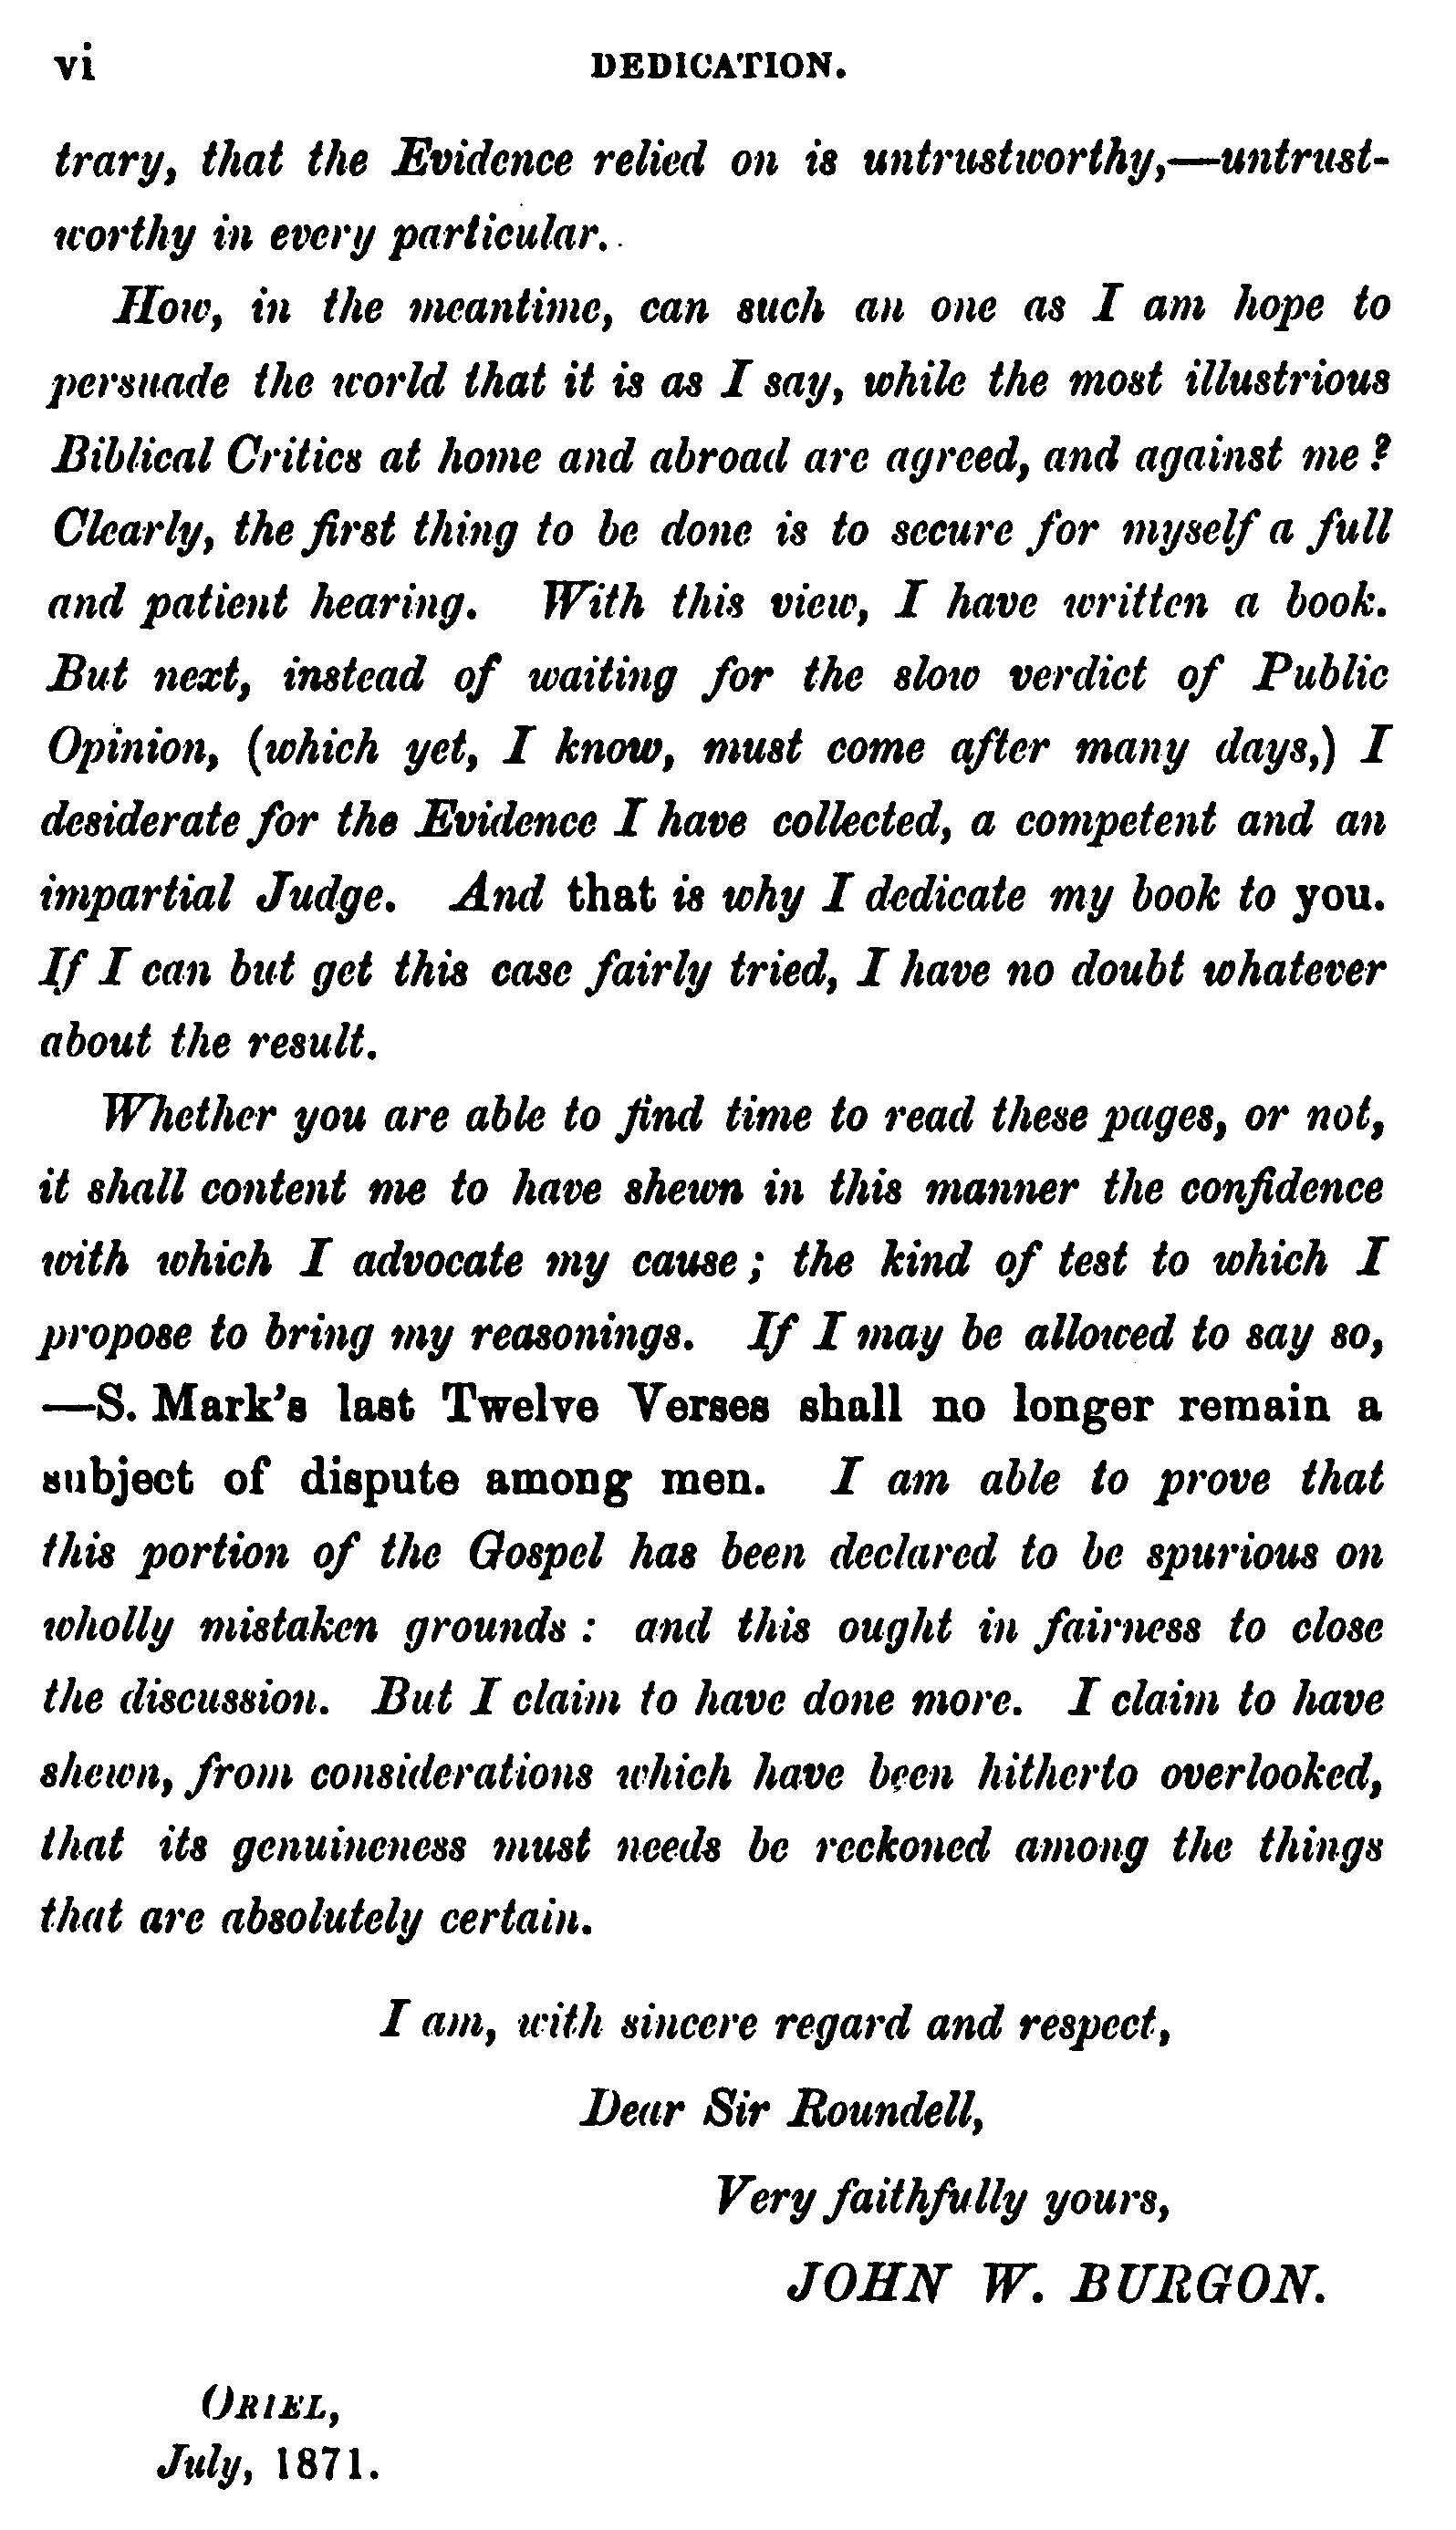 vi DEDICATION.
trary, that the Evidence relied on is untrustworthy,—untrust-
worthy in every particular.
How, in the meantime, can such an one as I am hope to
persuade the world that it is as I say, while the most illustrious
Biblical Critics at home and abroad are agreed, and against me?
Clearly, the first thing to be done is to secure for myself a full
and patient hearing. With this view, I have written a book.
But next, instead of waiting for the slow verdict of Public
Opinion, (which yet, I know, must come after many days,) I
desiderate for the Evidence I have collected, a competent and an
impartial Judge. And that is why I dedicate my book to you.
If I can but get this case fairly tried, I have no doubt whatever
about the result.
Whether you are able to find time to read these pages, or not,
it shall content me to have shewn in this manner the confidence
with which I advocate my cause; the kind of test to which I
propose to bring my reasonings. If I may be allowed to say so,
—S. Mark's last Twelve Verses shall no longer remain a
subject of dispute among men. I am able to prove that
this portion of the Gospel has been declared to be spurious on
wholly mistaken grounds: and this ought in fairness to close
the discussion. But I claim to have done more. I claim to have
shewn, from considerations which have been hitherto overlooked,
that its genuineness must needs be reckoned among the things
that are absolutely certain.
I am, with sincere regard and respect,
Dear Sir Roundell,
Very faithfully yours,
JOHN W. BURGON.
ORIEL,
July, 1871.